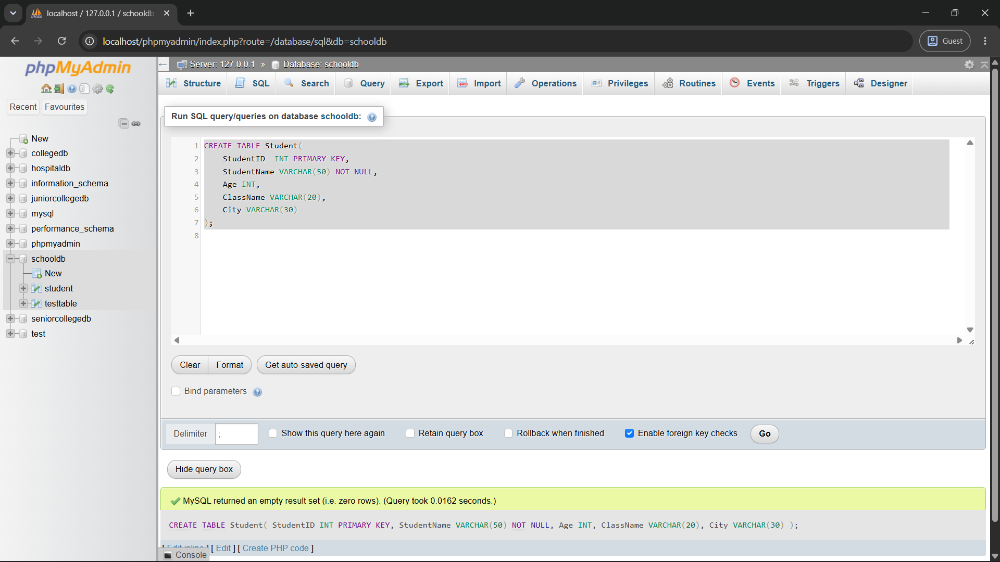 localhost / 127.0.0.1 / schooldb
localhost/phpmyadmin/index.php?route=/database/sql&db=schooldb
Guest
phpMyAdmin
Recent
Favourites
New
collegedb
hospitaldb
information_schema
juniorcollegedb
mysql
performance_schema
phpmyadmin
schooldb
New
student
testtable
seniorcollegedb
test
Server: 127.0.0.1 » Database: schooldb
Structure SQL Search Query Export Import Operations Privileges Routines Events Triggers Designer
Run SQL query/queries on database schooldb:
1 CREATE TABLE Student(
2 StudentID  INT PRIMARY KEY,
3 StudentName VARCHAR(50) NOT NULL,
4 Age INT,
5 ClassName VARCHAR(20),
6 City VARCHAR(30)
7 );
8
Clear Format Get auto-saved query
Bind parameters
Delimiter ; Show this query here again Retain query box Rollback when finished Enable foreign key checks Go
Hide query box
MySQL returned an empty result set (i.e. zero rows). (Query took 0.0162 seconds.)
CREATE TABLE Student( StudentID INT PRIMARY KEY, StudentName VARCHAR(50) NOT NULL, Age INT, ClassName VARCHAR(20), City VARCHAR(30) );
[ Edit inline ] [ Edit ] [ Create PHP code ]
Console